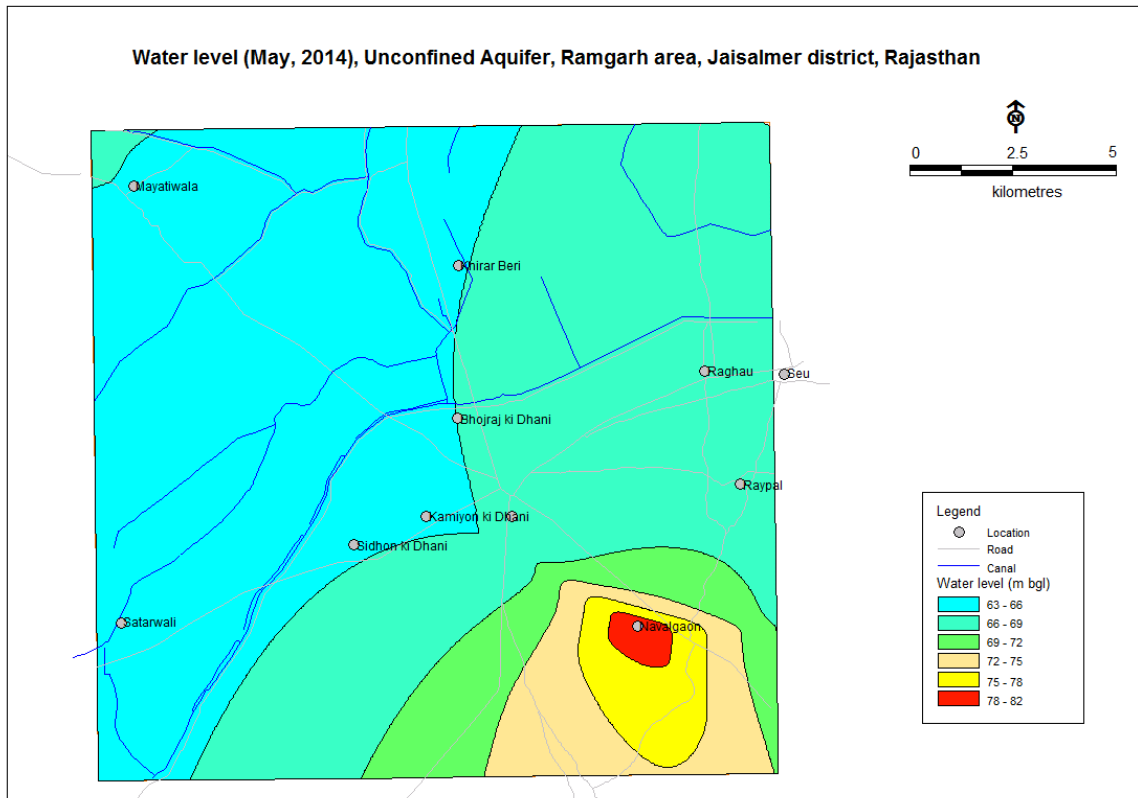 Water level (May, 2014), Unconfined Aquifer, Ramgarh area, Jaisalmer district, Rajasthan
N
0 2.5 5
kilometres
Mayatiwala
Khirar Beri
Raghau
Seu
Bhojraj ki Dhani
Raypal
Kamiyon ki Dhani
Sidhon ki Dhani
Satarwali
Navalgaon
Legend
Location
Road
Canal
Water level (m bgl)
63 - 66
66 - 69
69 - 72
72 - 75
75 - 78
78 - 82